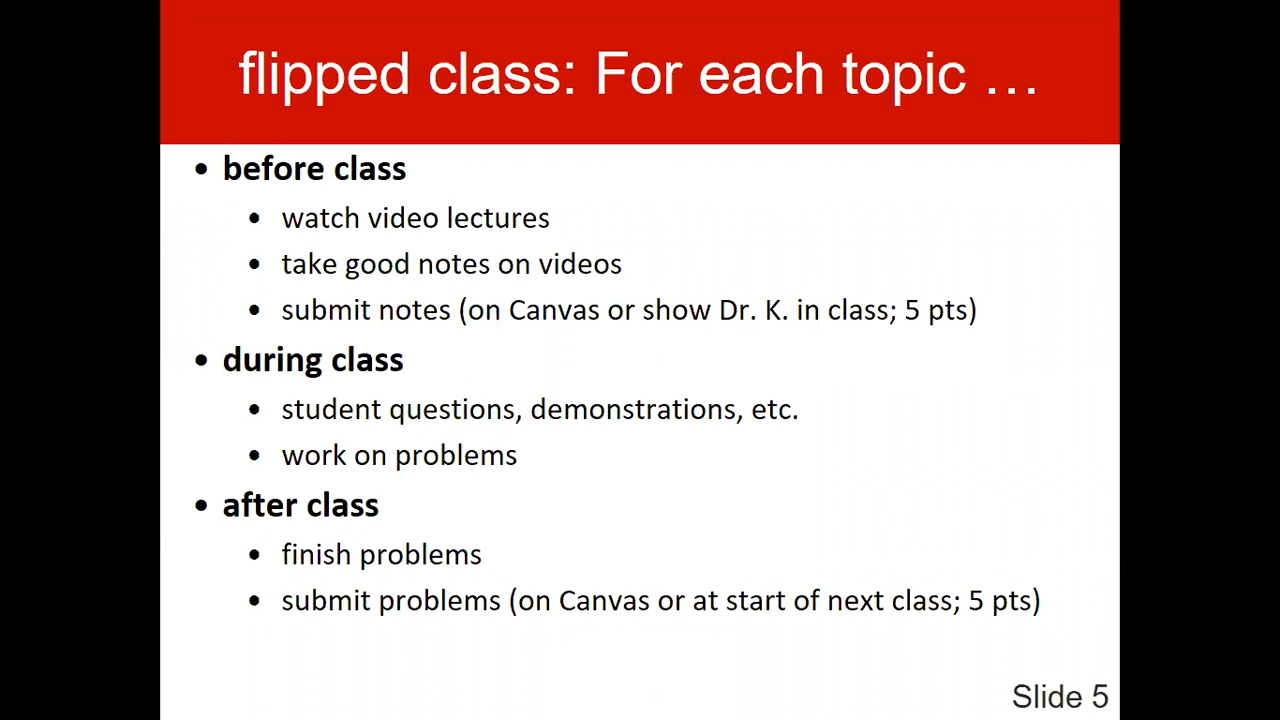 flipped class: For each topic …
• before class
• watch video lectures
• take good notes on videos
• submit notes (on Canvas or show Dr. K. in class; 5 pts)
• during class
• student questions, demonstrations, etc.
• work on problems
• after class
• finish problems
• submit problems (on Canvas or at start of next class; 5 pts)
Slide 5